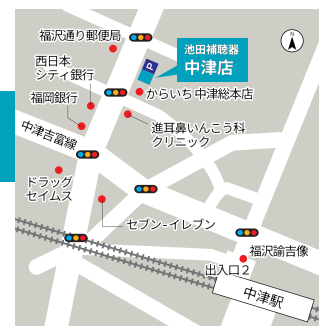 福沢通り郵便局
N
池田補聴器
中津店
P
西日本
シティ銀行
からいち 中津総本店
福岡銀行
進耳鼻いんこう科
クリニック
中津吉富線
ドラッグ
セイムス
セブン-イレブン
福沢諭吉像
出入口2
中津駅